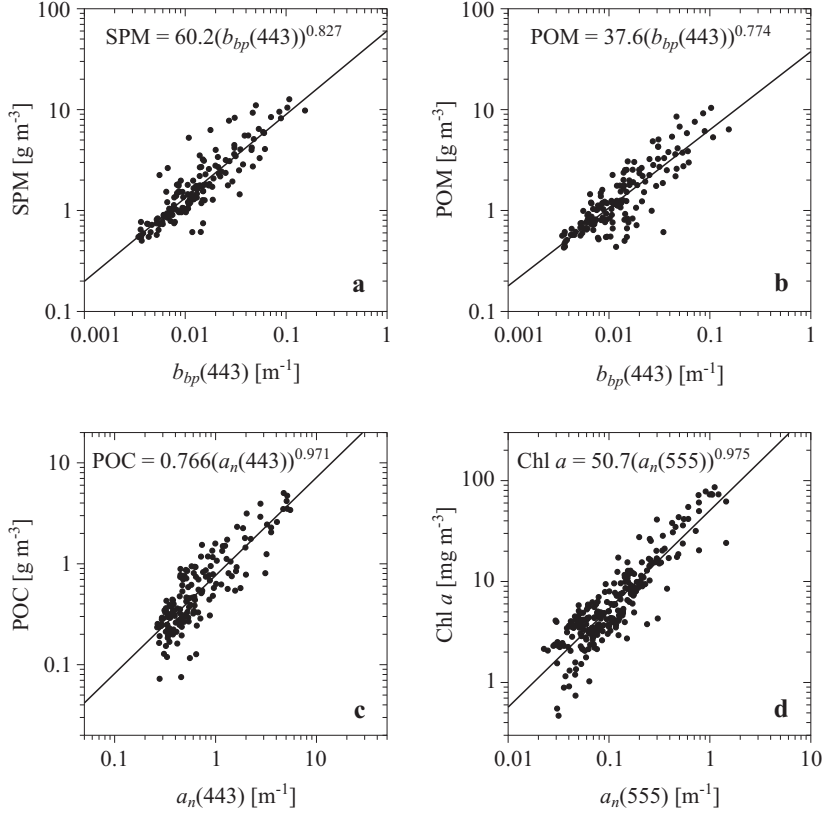 100
10
1
0.1
SPM [g m⁻³]
SPM = 60.2(b_bp(443))^0.827
a
0.001 0.01 0.1 1
b_bp(443) [m⁻¹]
100
10
1
0.1
POM [g m⁻³]
POM = 37.6(b_bp(443))^0.774
b
0.001 0.01 0.1 1
b_bp(443) [m⁻¹]
10
1
0.1
POC [g m⁻³]
POC = 0.766(a_n(443))^0.971
c
0.1 1 10
a_n(443) [m⁻¹]
100
10
1
Chl a [mg m⁻³]
Chl a = 50.7(a_n(555))^0.975
d
0.01 0.1 1 10
a_n(555) [m⁻¹]